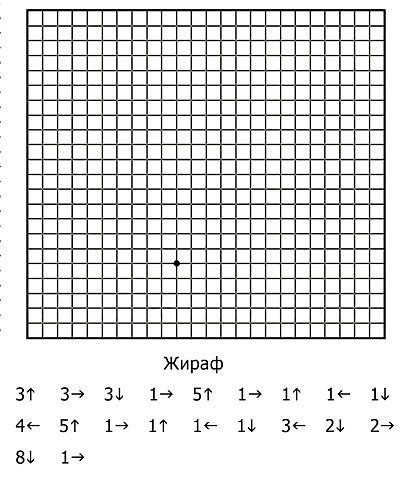 Жираф
3↑ 3→ 3↓ 1→ 5↑ 1→ 1↑ 1← 1↓
4← 5↑ 1→ 1↑ 1← 1↓ 3← 2↓ 2→
8↓ 1→